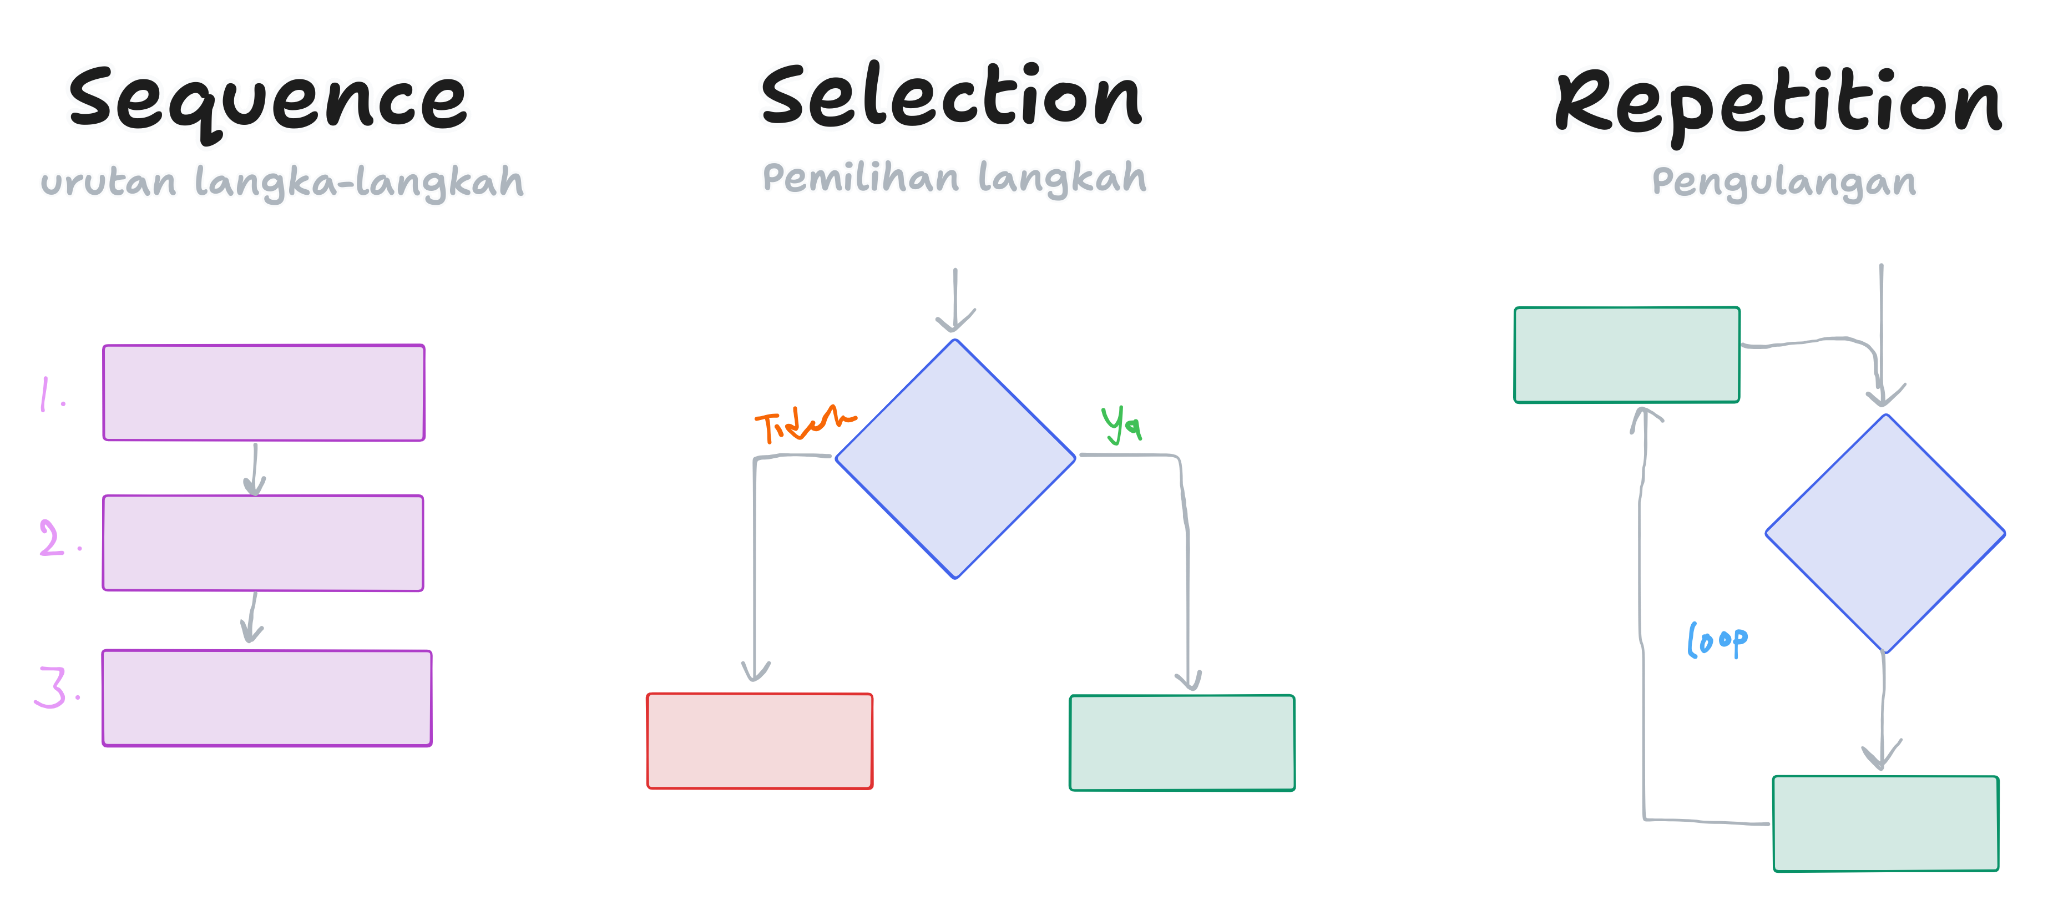 Sequence
urutan langka-langkah
1.
2.
3.
Selection
Pemilihan langkah
Tidak
Ya
Repetition
Pengulangan
Loop